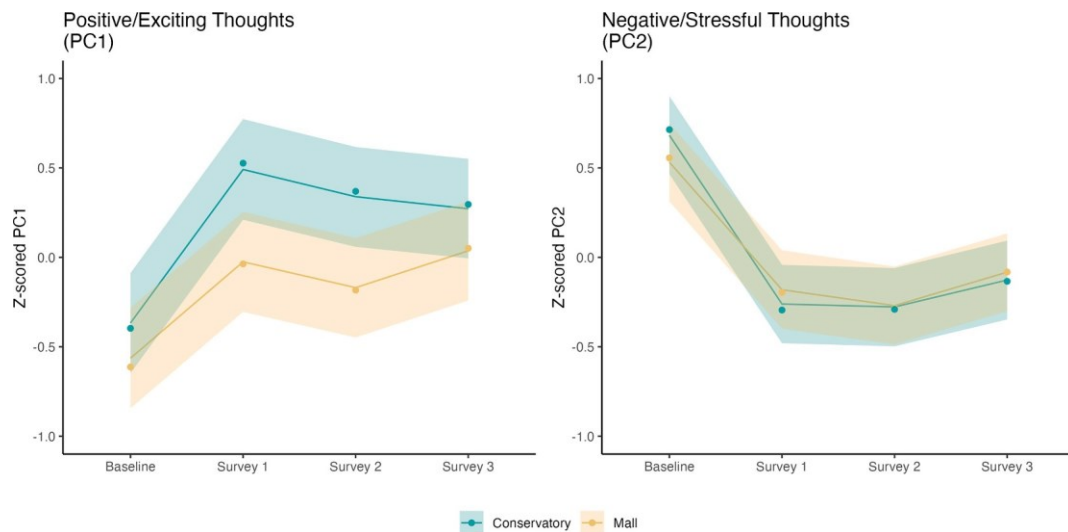 Positive/Exciting Thoughts
(PC1)
Z-scored PC1
1.0
0.5
0.0
-0.5
-1.0
Baseline Survey 1 Survey 2 Survey 3
Negative/Stressful Thoughts
(PC2)
Z-scored PC2
1.0
0.5
0.0
-0.5
-1.0
Baseline Survey 1 Survey 2 Survey 3
Conservatory Mall